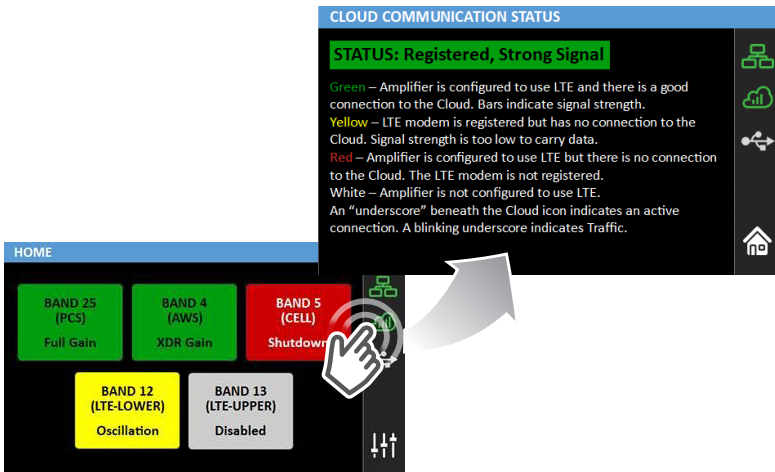 CLOUD COMMUNICATION STATUS
STATUS: Registered, Strong Signal
Green – Amplifier is configured to use LTE and there is a good
connection to the Cloud. Bars indicate signal strength.
Yellow – LTE modem is registered but has no connection to the
Cloud. Signal strength is too low to carry data.
Red – Amplifier is configured to use LTE but there is no connection
to the Cloud. The LTE modem is not registered.
White – Amplifier is not configured to use LTE.
An “underscore” beneath the Cloud icon indicates an active
connection. A blinking underscore indicates Traffic.
HOME
BAND 25
(PCS)
Full Gain
BAND 4
(AWS)
XDR Gain
BAND 5
(CELL)
Shutdown
BAND 12
(LTE-LOWER)
Oscillation
BAND 13
(LTE-UPPER)
Disabled